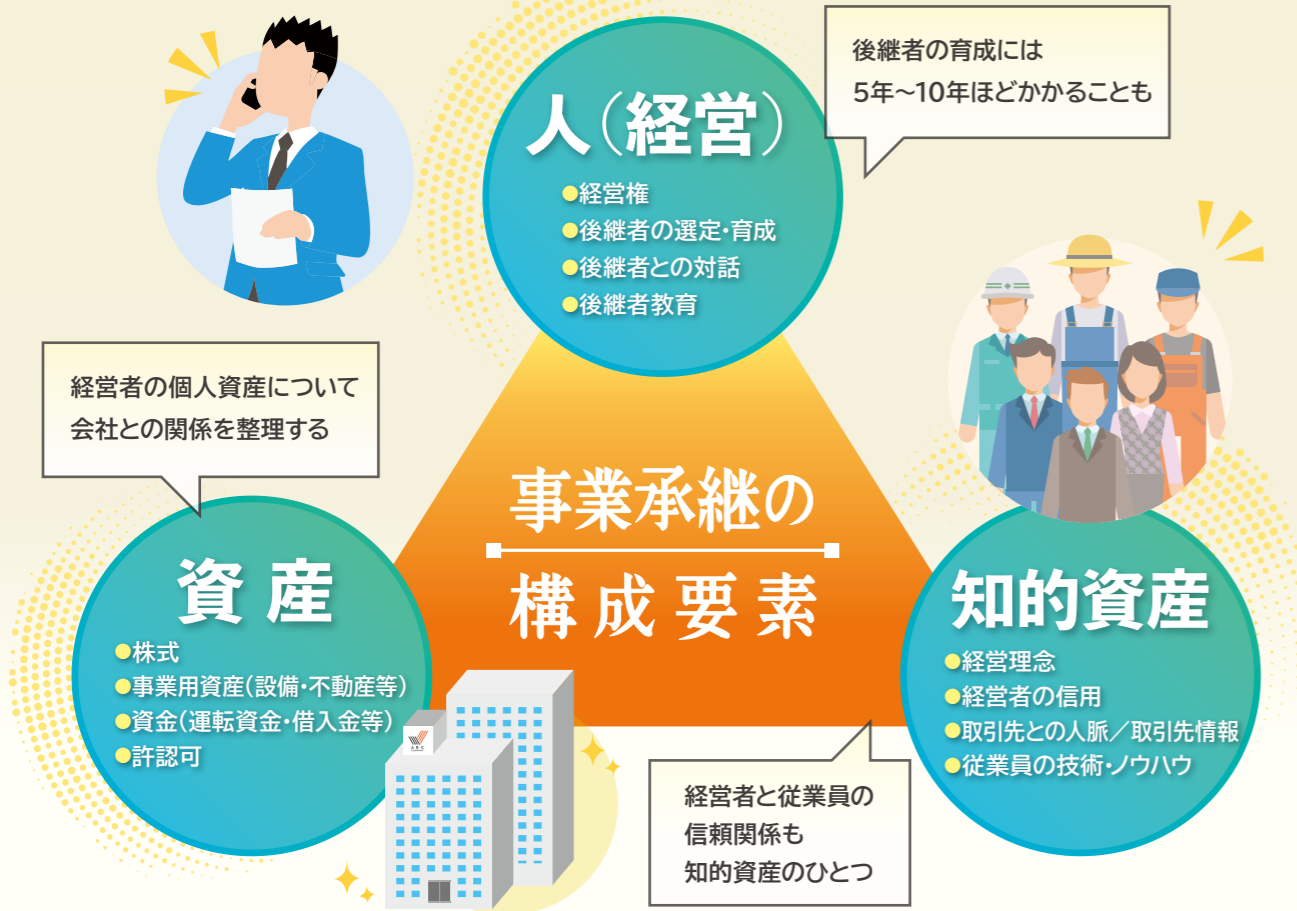 後継者の育成には
5年～10年ほどかかることも
人（経営）
●経営権
●後継者の選定・育成
●後継者との対話
●後継者教育
経営者の個人資産について
会社との関係を整理する
事業承継の
構成要素
資産
●株式
●事業用資産（設備・不動産等）
●資金（運転資金・借入金等）
●許認可
知的資産
●経営理念
●経営者の信用
●取引先との人脈／取引先情報
●従業員の技術・ノウハウ
経営者と従業員の
信頼関係も
知的資産のひとつ